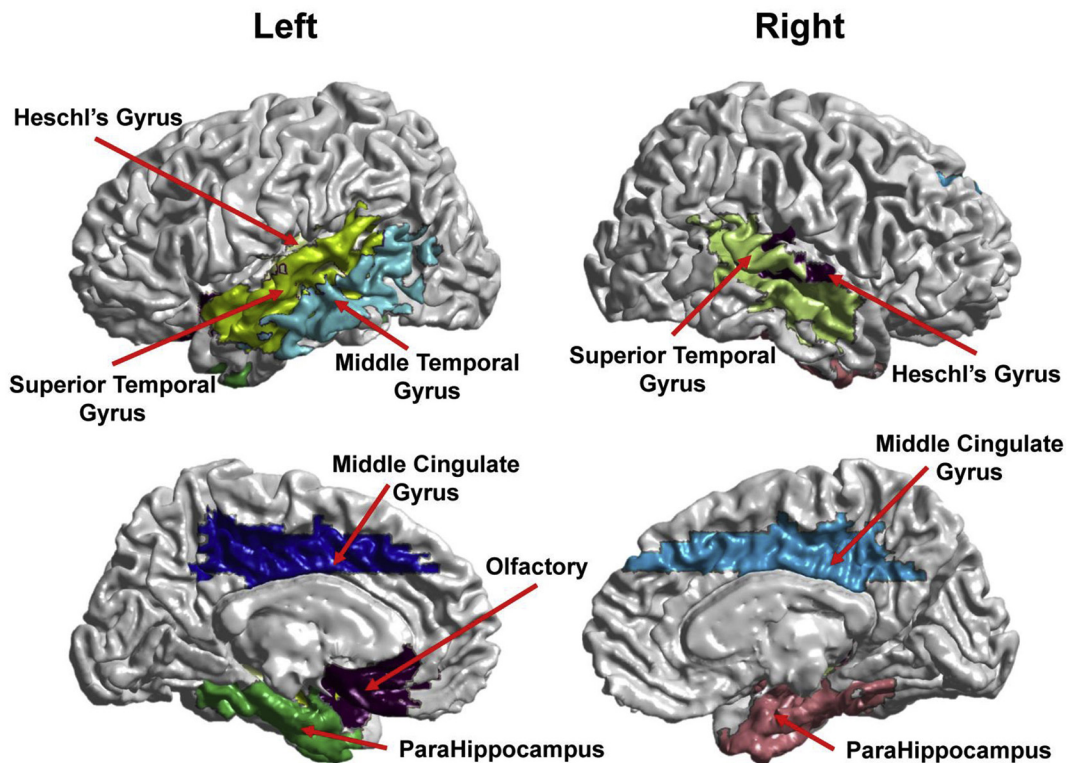 Left
Right
Heschl's Gyrus
Superior Temporal
Gyrus
Middle Temporal
Gyrus
Superior Temporal
Gyrus
Heschl's Gyrus
Middle Cingulate
Gyrus
Olfactory
ParaHippocampus
Middle Cingulate
Gyrus
ParaHippocampus